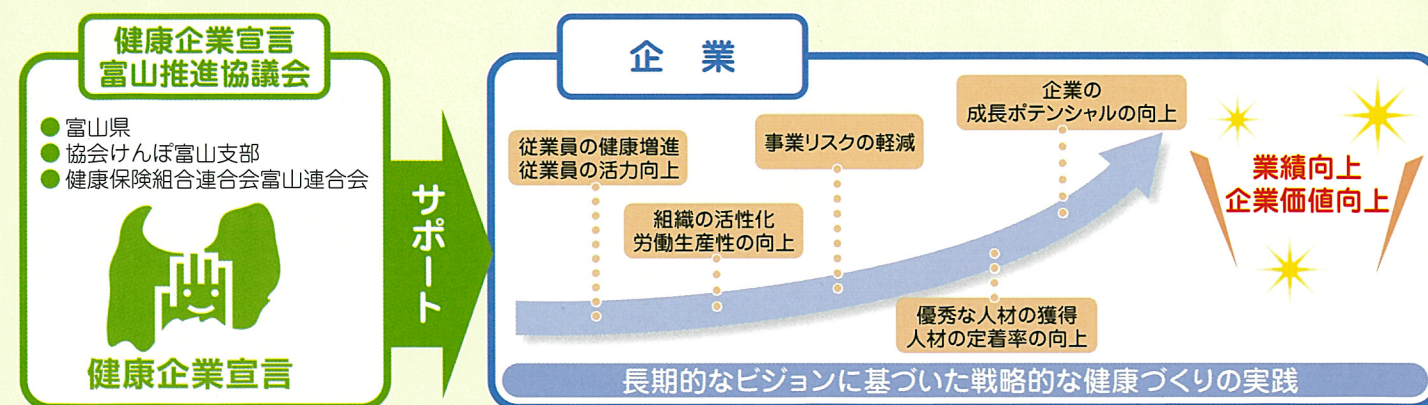 健康企業宣言
富山推進協議会
● 富山県
● 協会けんぽ富山支部
● 健康保険組合連合会富山連合会
健康企業宣言
サポート
企業
従業員の健康増進
従業員の活力向上
組織の活性化
労働生産性の向上
事業リスクの軽減
優秀な人材の獲得
人材の定着率の向上
企業の
成長ポテンシャルの向上
業績向上
企業価値向上
長期的なビジョンに基づいた戦略的な健康づくりの実践